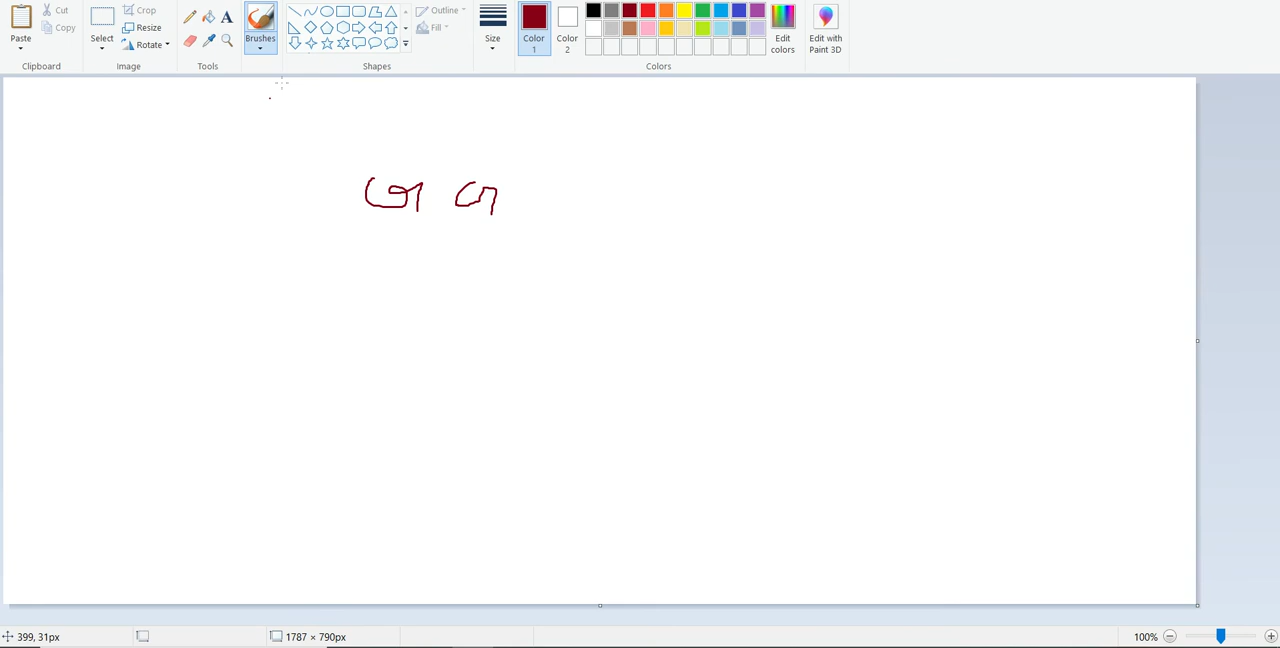 Paste
Cut
Copy
Clipboard
Select
Crop
Resize
Rotate
Image
A
Tools
Brushes
Shapes
Outline
Fill
Size
Color 1
Color 2
Edit colors
Colors
Edit with Paint 3D
399, 31px
1787 × 790px
100%